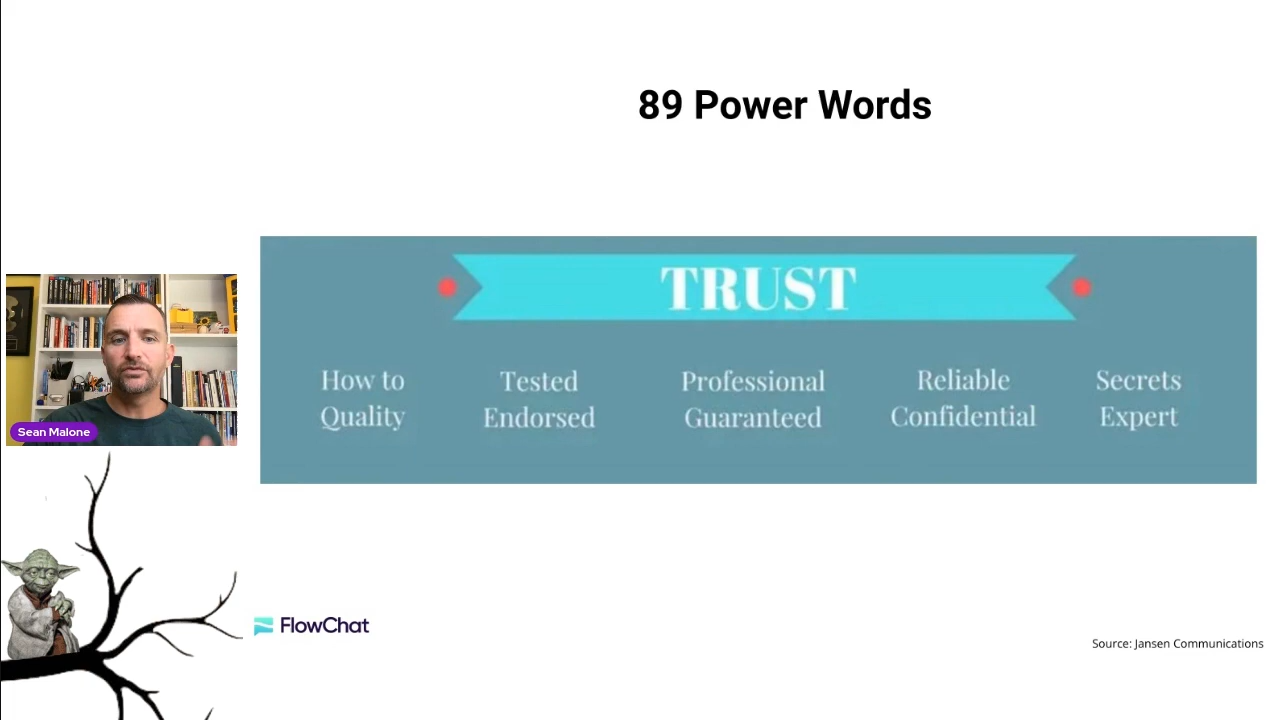 89 Power Words
TRUST
How to
Quality
Tested
Endorsed
Professional
Guaranteed
Reliable
Confidential
Secrets
Expert
Sean Malone
FlowChat
Source: Jansen Communications